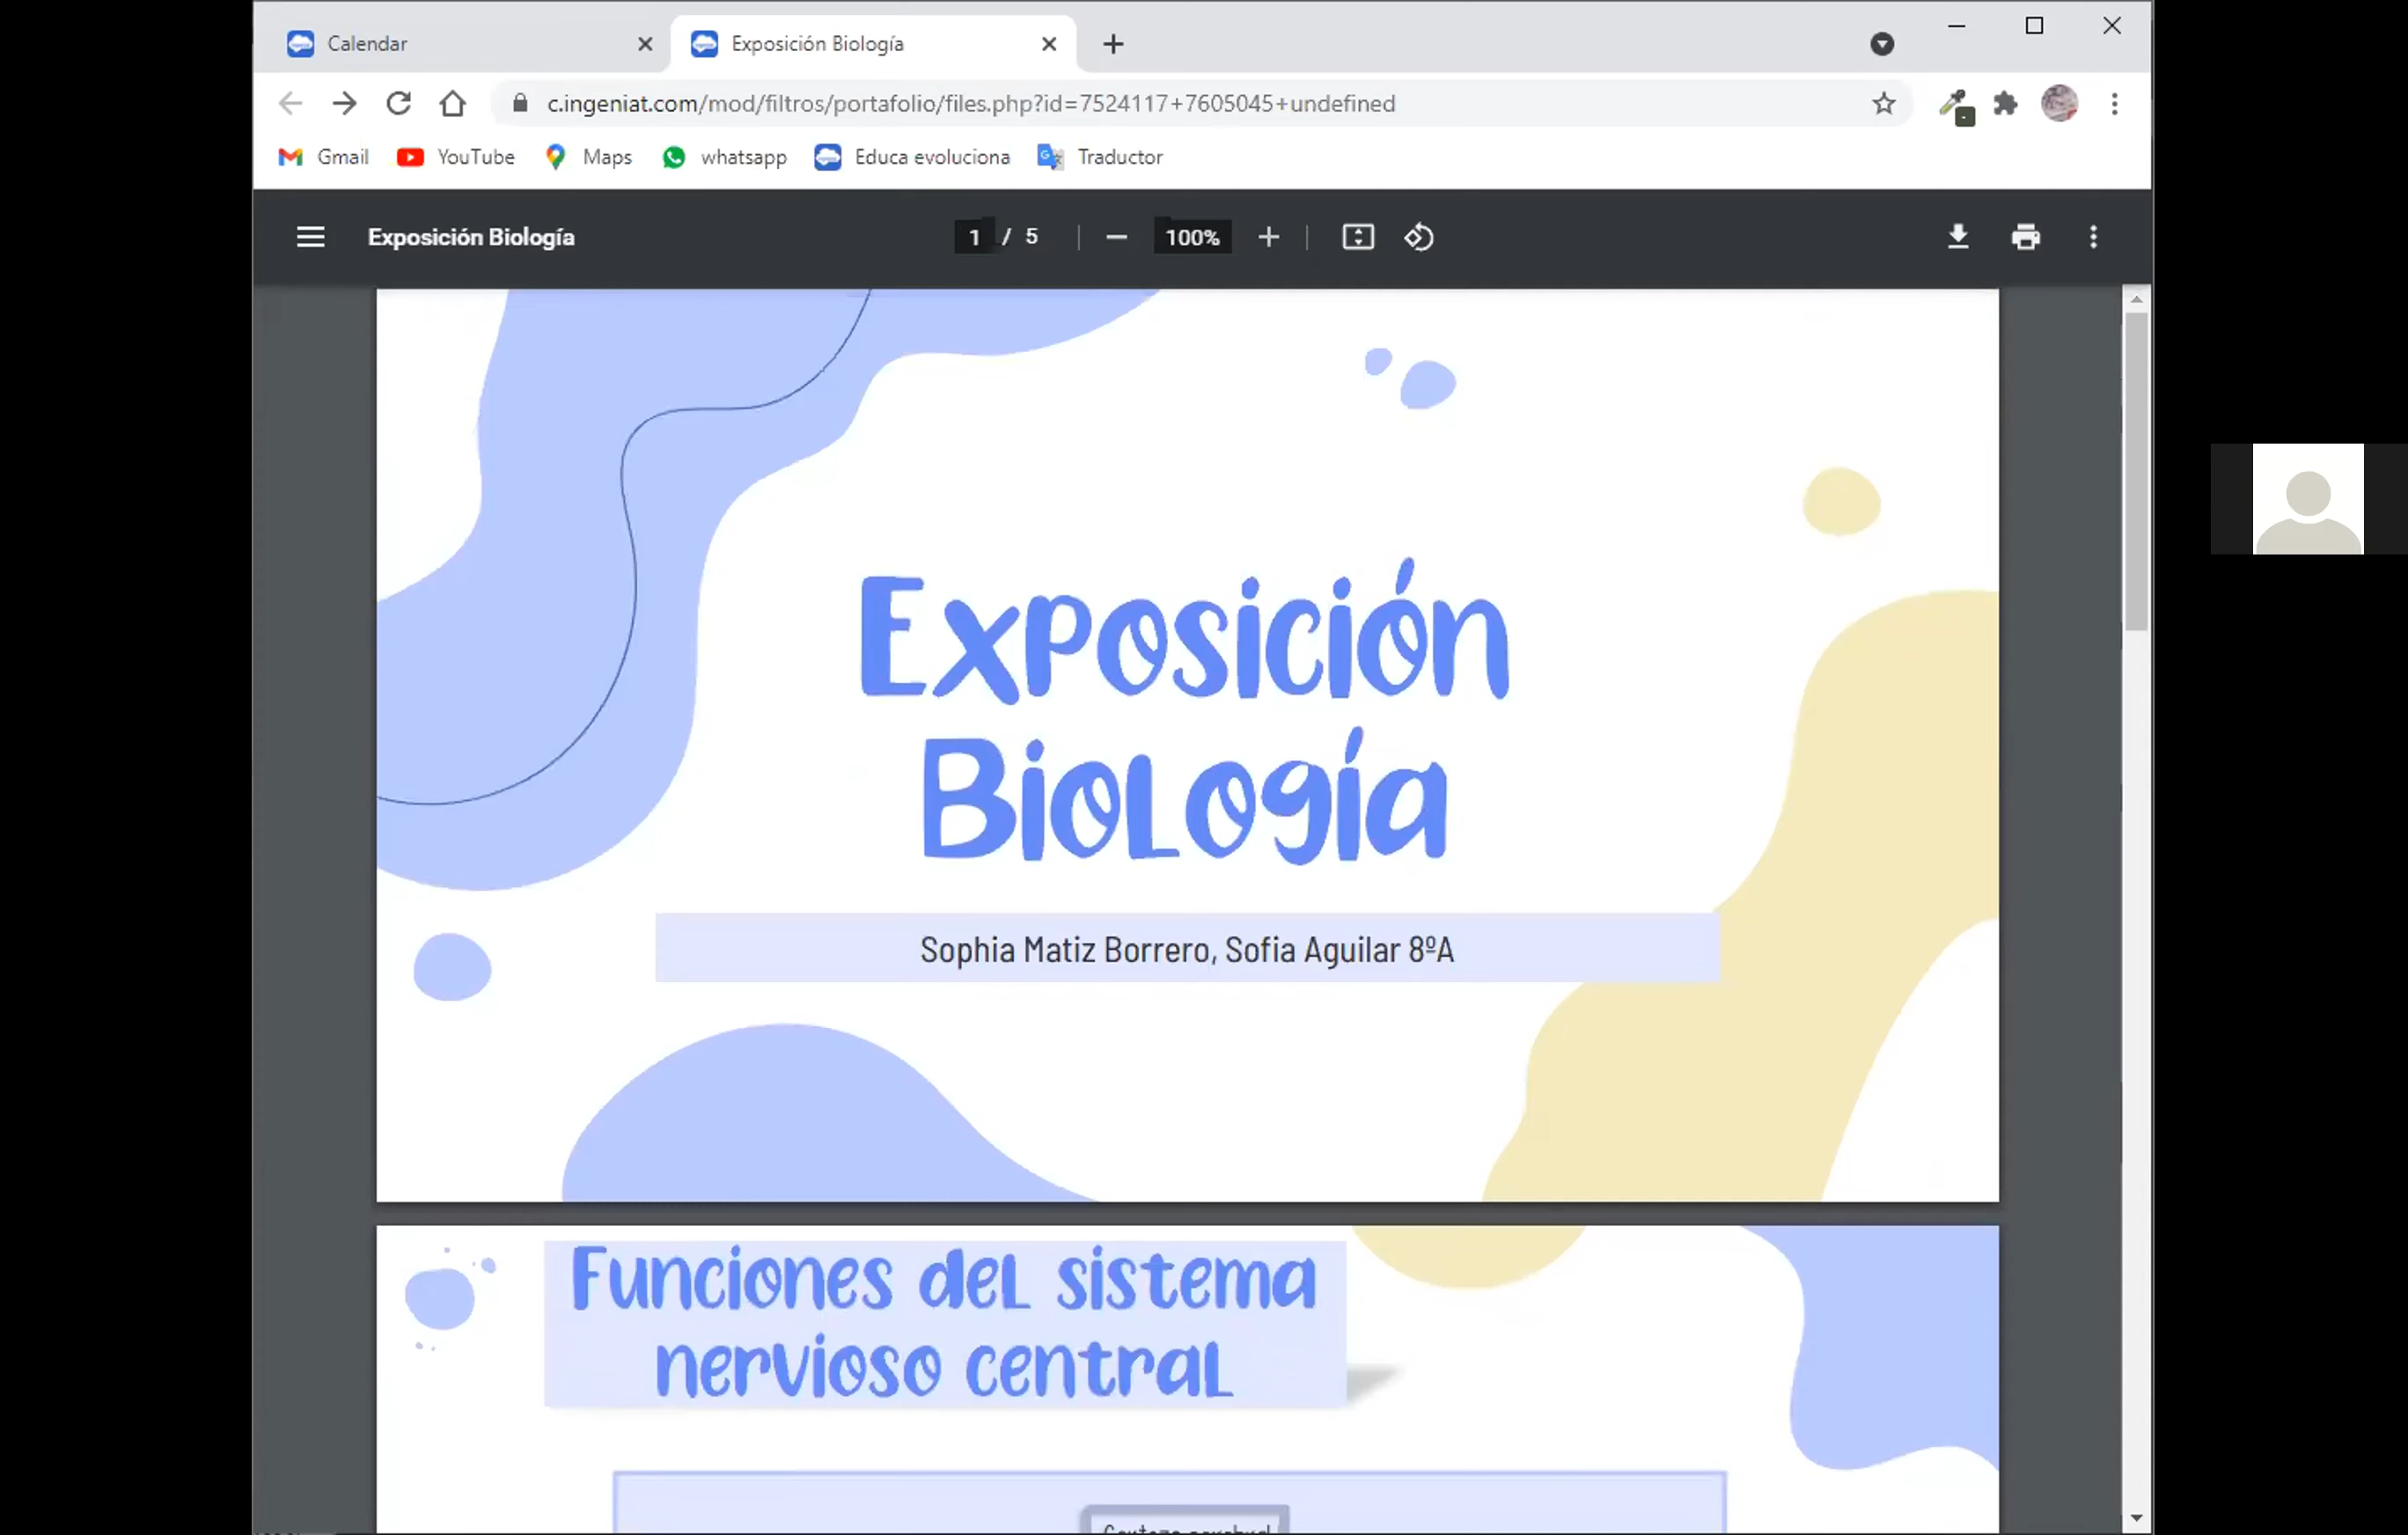 Calendar
Exposición Biología
c.ingeniat.com/mod/filtros/portafolio/files.php?id=7524117+7605045+undefined
Gmail YouTube Maps whatsapp Educa evoluciona Traductor
Exposición Biología 1 / 5 100%
Exposición
Biología
Sophia Matiz Borrero, Sofia Aguilar 8ºA
Funciones del sistema
nervioso central